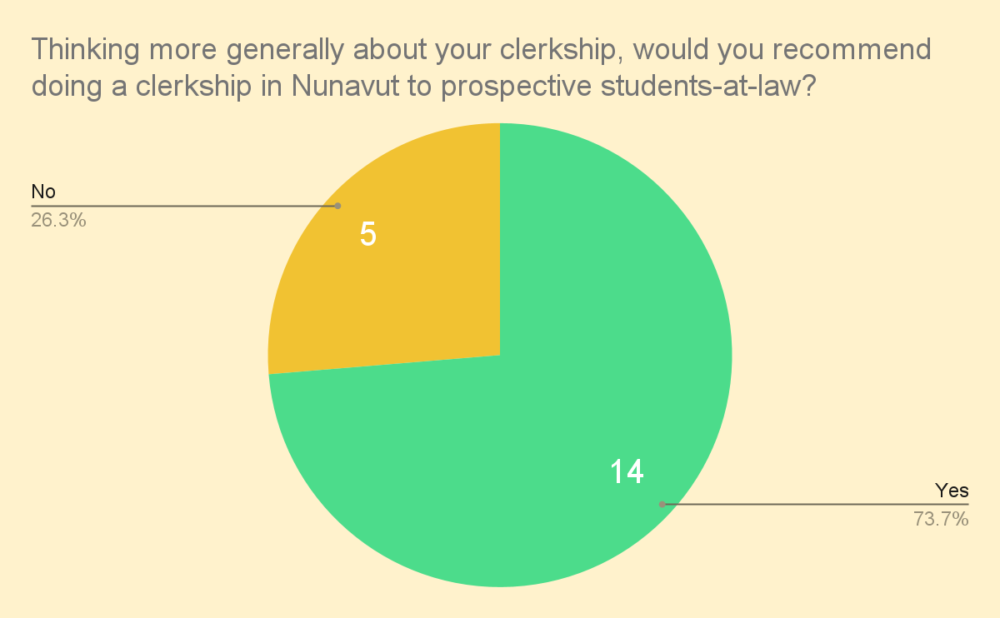 Thinking more generally about your clerkship, would you recommend
doing a clerkship in Nunavut to prospective students-at-law?
No
26.3%
5
14
Yes
73.7%